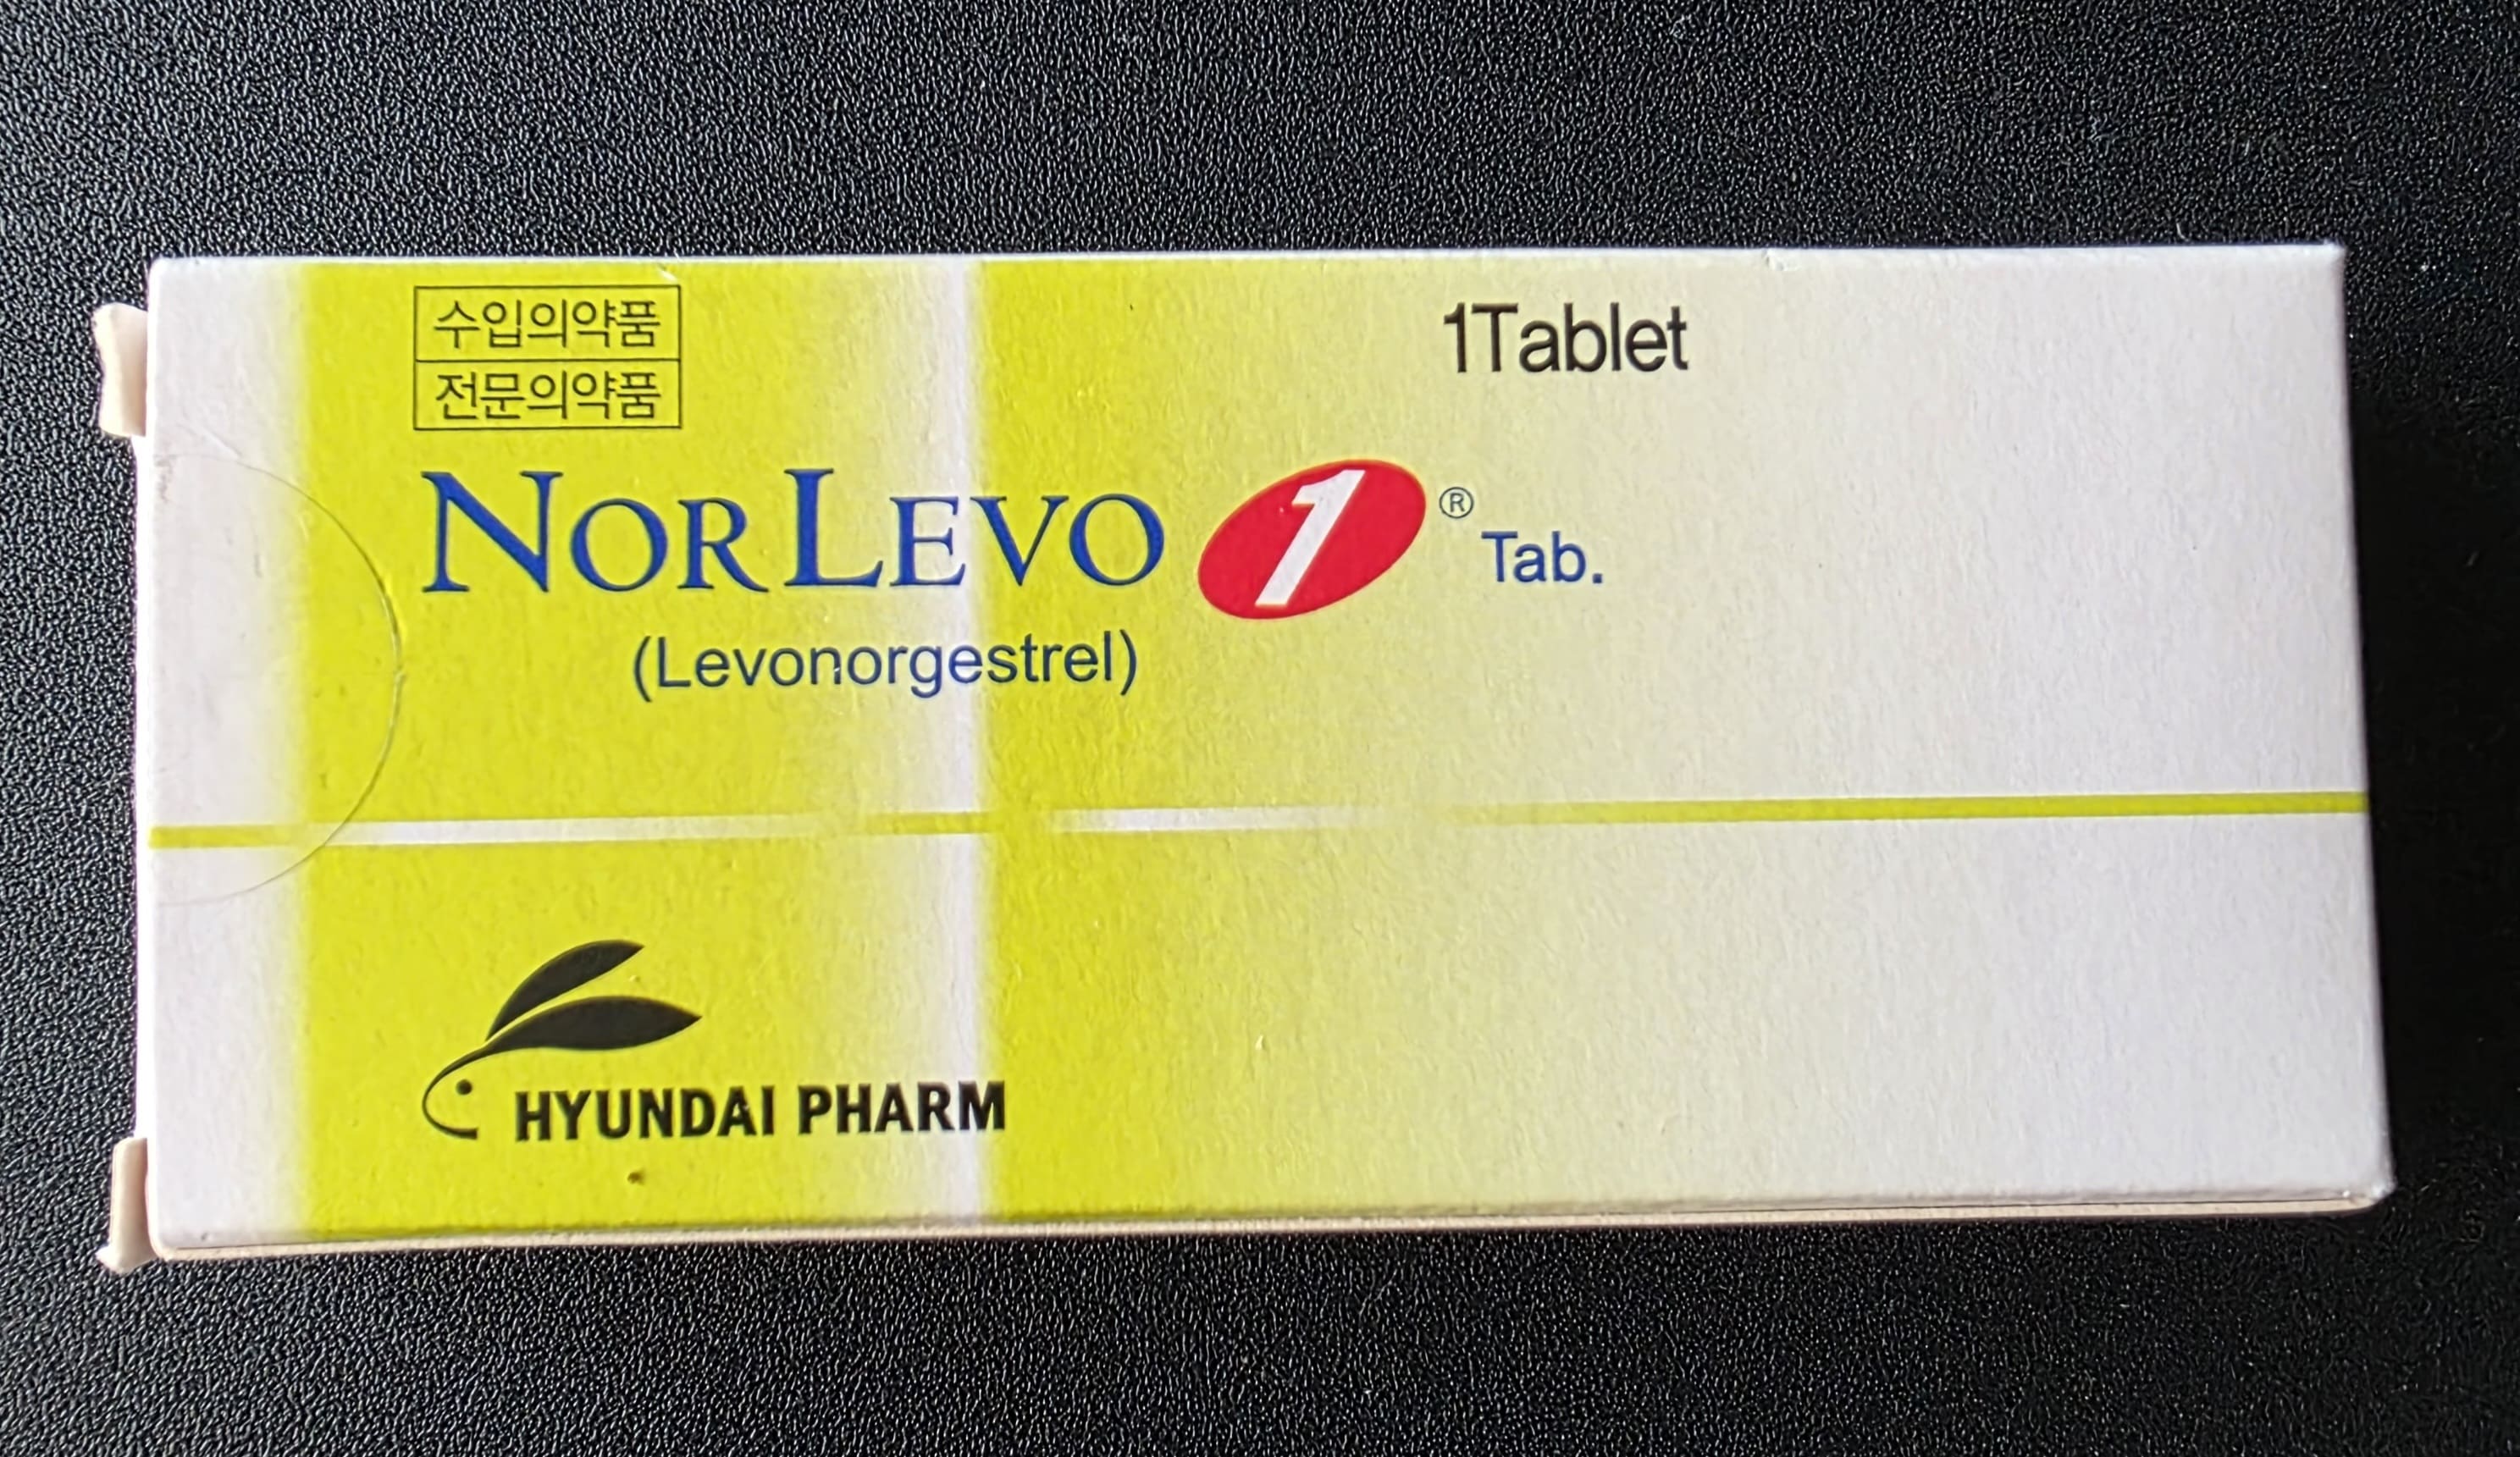 수입의약품
전문의약품
1Tablet
NORLEVO 1® Tab.
(Levonorgestrel)
HYUNDAI PHARM